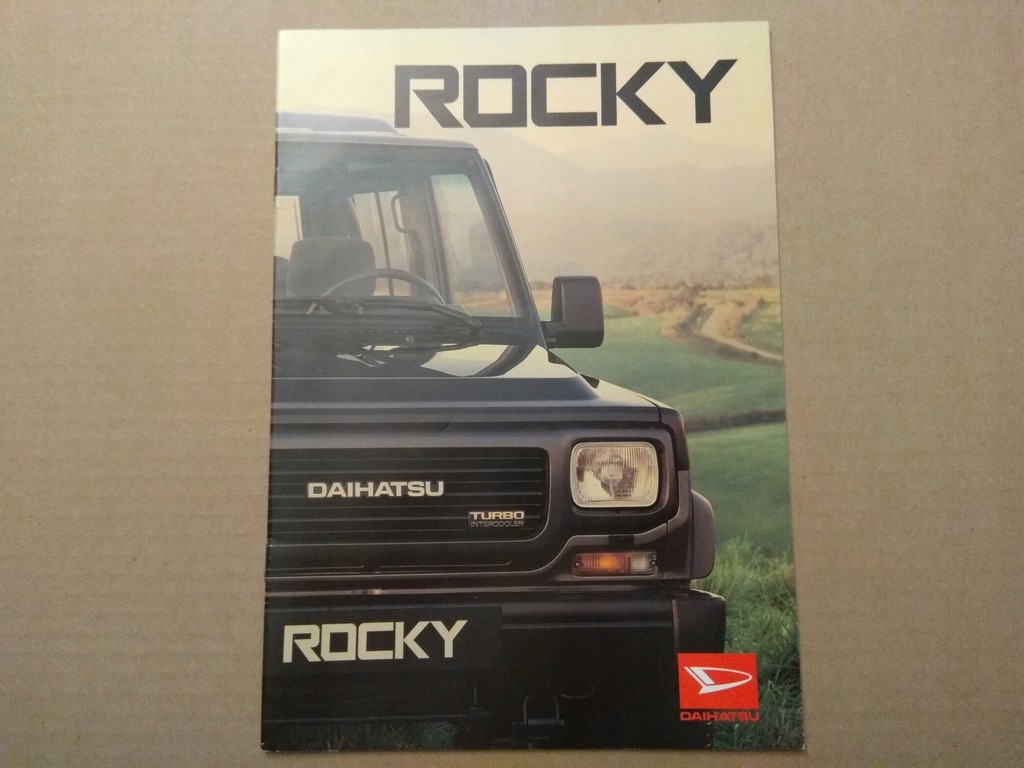 ROCKY
DAIHATSU
TURBO
INTERCOOLER
ROCKY
DAIHATSU